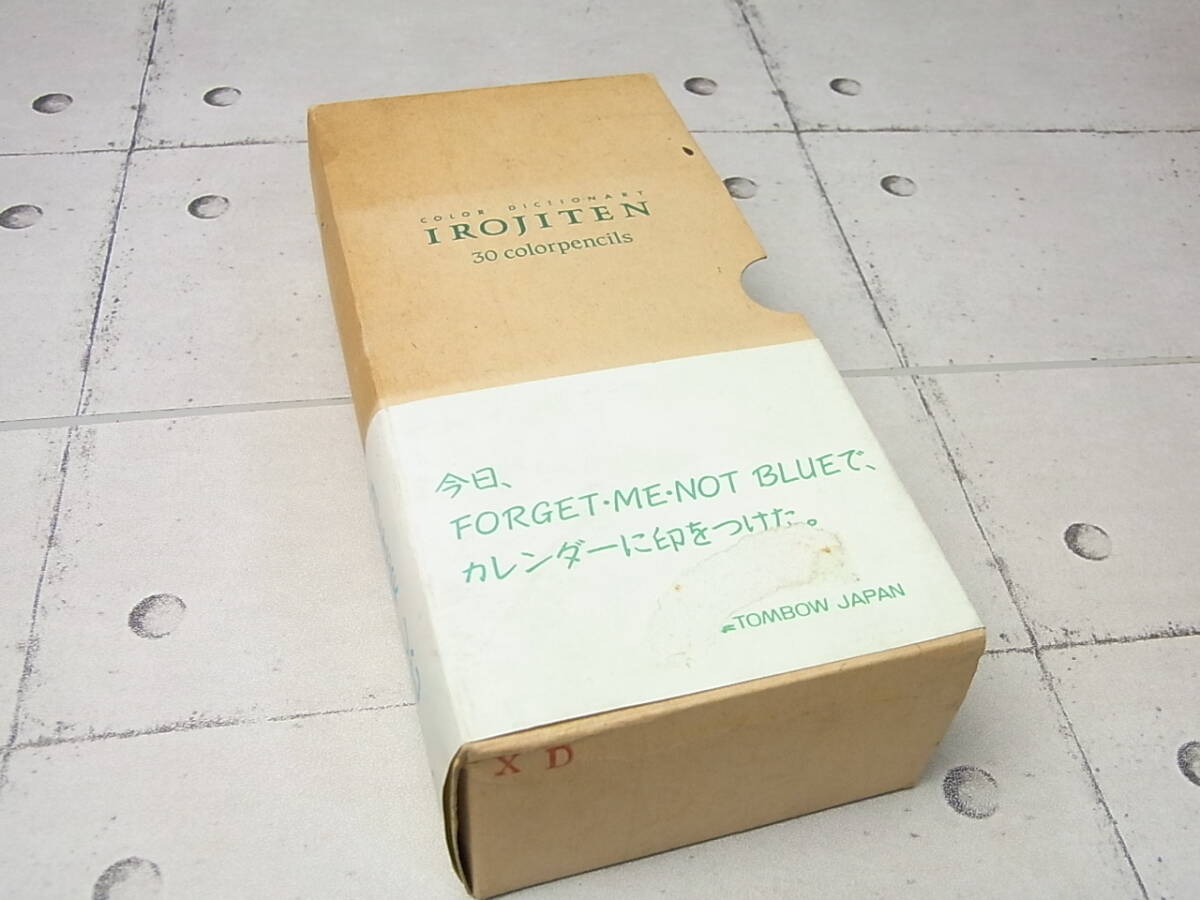 COLOR DICTIONARY
IROJITEN
30 colorpencils
今日、
FORGET・ME・NOT BLUEで、
カレンダーに印をつけた。
TOMBOW JAPAN
X D